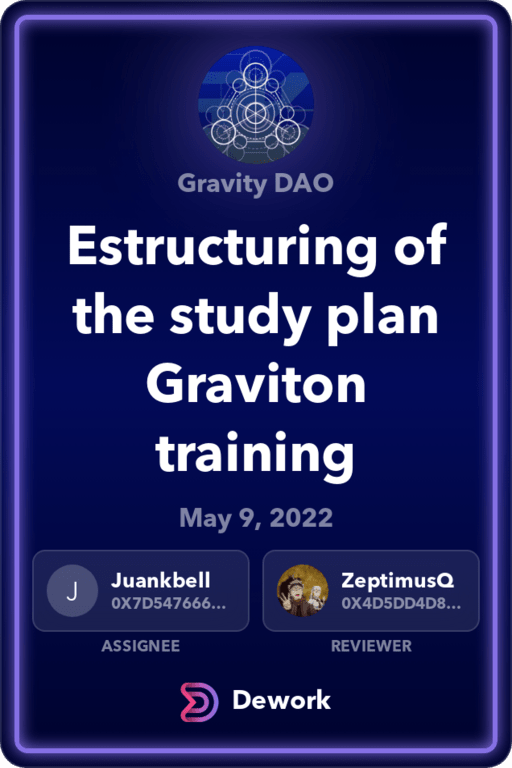 Gravity DAO
Estructuring of
the study plan
Graviton
training
May 9, 2022
J
Juankbell
0X7D547666...
ASSIGNEE
ZeptimusQ
0X4D5DD4D8...
REVIEWER
Dework